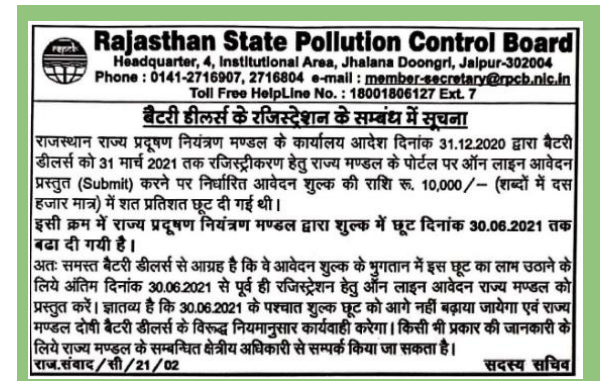 Rajasthan State Pollution Control Board
Headquarter, 4, Institutional Area, Jhalana Doongri, Jaipur-302004
Phone : 0141-2716907, 2716804 e-mail : member-secretary@rpcb.nic.in
Toll Free HelpLine No. : 18001806127 Ext. 7
बैटरी डीलर्स के रजिस्ट्रेशन के सम्बंध में सूचना
राजस्थान राज्य प्रदूषण नियंत्रण मण्डल के कार्यालय आदेश दिनांक 31.12.2020 द्वारा बैटरी
डीलर्स को 31 मार्च 2021 तक रजिस्ट्रीकरण हेतु राज्य मण्डल के पोर्टल पर ऑन लाइन आवेदन
प्रस्तुत (Submit) करने पर निर्धारित आवेदन शुल्क की राशि रू. 10,000/– (शब्दों में दस
हजार मात्र) में शत प्रतिशत छूट दी गई थी।
इसी क्रम में राज्य प्रदूषण नियंत्रण मण्डल द्वारा शुल्क में छूट दिनांक 30.06.2021 तक
बढा दी गयी है।
अतः समस्त बैटरी डीलर्स से आग्रह है कि वे आवेदन शुल्क के भुगतान में इस छूट का लाभ उठाने के
लिये अंतिम दिनांक 30.06.2021 से पूर्व ही रजिस्ट्रेशन हेतु ऑन लाइन आवेदन राज्य मण्डल को
प्रस्तुत करें। ज्ञातव्य है कि 30.06.2021 के पश्चात शुल्क छूट को आगे नहीं बढ़ाया जायेगा एवं राज्य
मण्डल दोषी बैटरी डीलर्स के विरूद्ध नियमानुसार कार्यवाही करेगा। किसी भी प्रकार की जानकारी के
लिये राज्य मण्डल के सम्बन्धित क्षेत्रीय अधिकारी से सम्पर्क किया जा सकता है।
राज.संवाद/सी/21/02 सदस्य सचिव